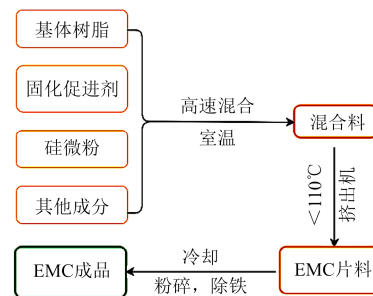 基体树脂
固化促进剂
硅微粉
其他成分
高速混合
室温
混合料
<110℃
挤出机
EMC片料
冷却
粉碎，除铁
EMC成品